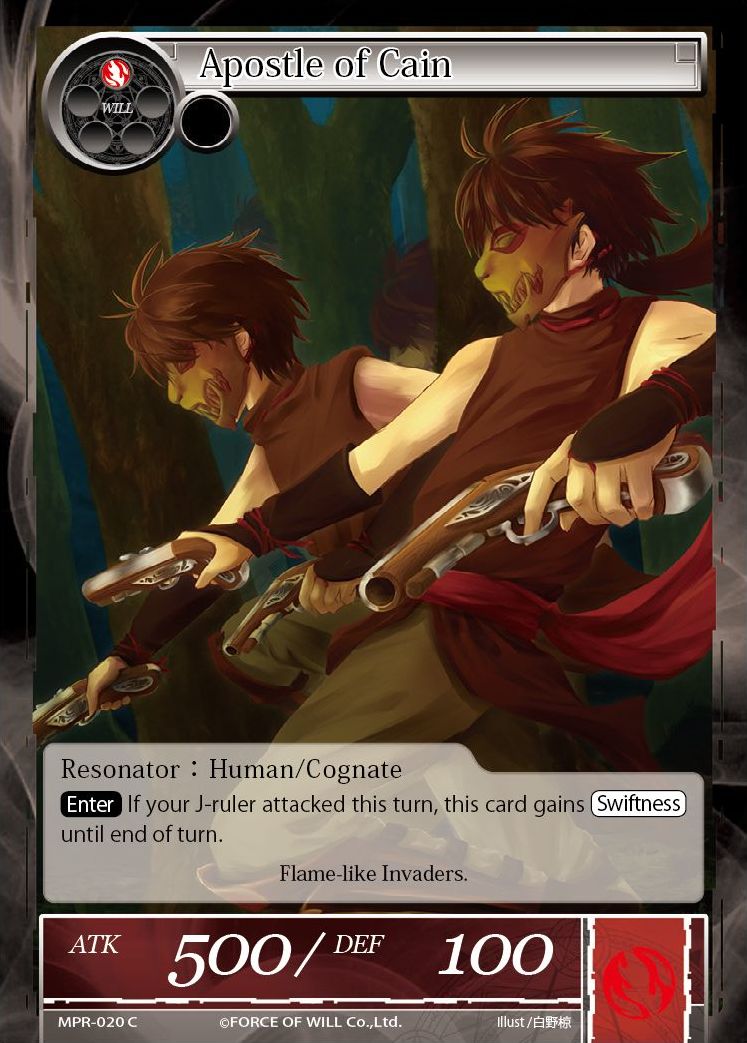 Apostle of Cain
WILL
Resonator : Human/Cognate
Enter If your J-ruler attacked this turn, this card gains Swiftness
until end of turn.
Flame-like Invaders.
ATK 500/ DEF 100
MPR-020 C ©FORCE OF WILL Co.,Ltd. Illust/白野椋